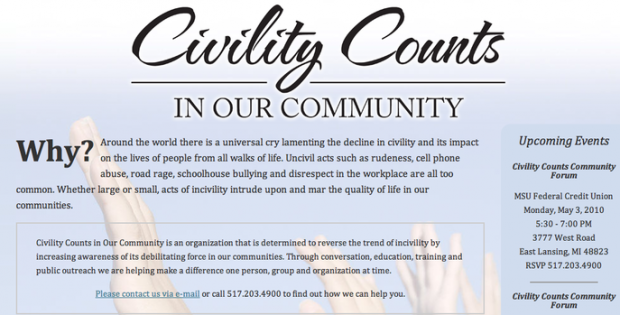 Civility Counts
IN OUR COMMUNITY
Why? Around the world there is a universal cry lamenting the decline in civility and its impact
on the lives of people from all walks of life. Uncivil acts such as rudeness, cell phone
abuse, road rage, schoolhouse bullying and disrespect in the workplace are all too
common. Whether large or small, acts of incivility intrude upon and mar the quality of life in our
communities.
Civility Counts in Our Community is an organization that is determined to reverse the trend of incivility by
increasing awareness of its debilitating force in our communities. Through conversation, education, training and
public outreach we are helping make a difference one person, group and organization at time.
Please contact us via e-mail or call 517.203.4900 to find out how we can help you.
Upcoming Events
Civility Counts Community
Forum
MSU Federal Credit Union
Monday, May 3, 2010
5:30 - 7:00 PM
3777 West Road
East Lansing, MI 48823
RSVP 517.203.4900
Civility Counts Community
Forum